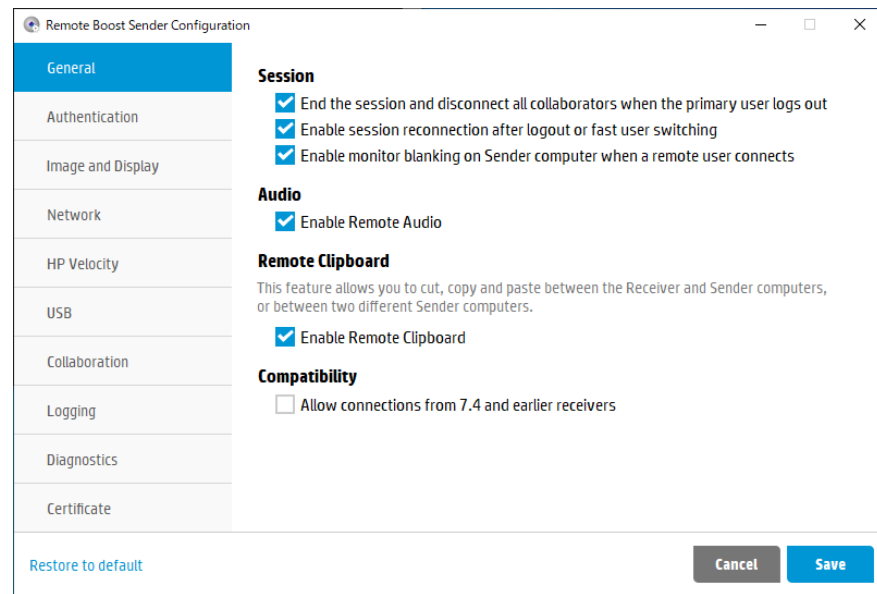 Remote Boost Sender Configuration
General
Authentication
Image and Display
Network
HP Velocity
USB
Collaboration
Logging
Diagnostics
Certificate
Session
End the session and disconnect all collaborators when the primary user logs out
Enable session reconnection after logout or fast user switching
Enable monitor blanking on Sender computer when a remote user connects
Audio
Enable Remote Audio
Remote Clipboard
This feature allows you to cut, copy and paste between the Receiver and Sender computers,
or between two different Sender computers.
Enable Remote Clipboard
Compatibility
Allow connections from 7.4 and earlier receivers
Restore to default
Cancel
Save